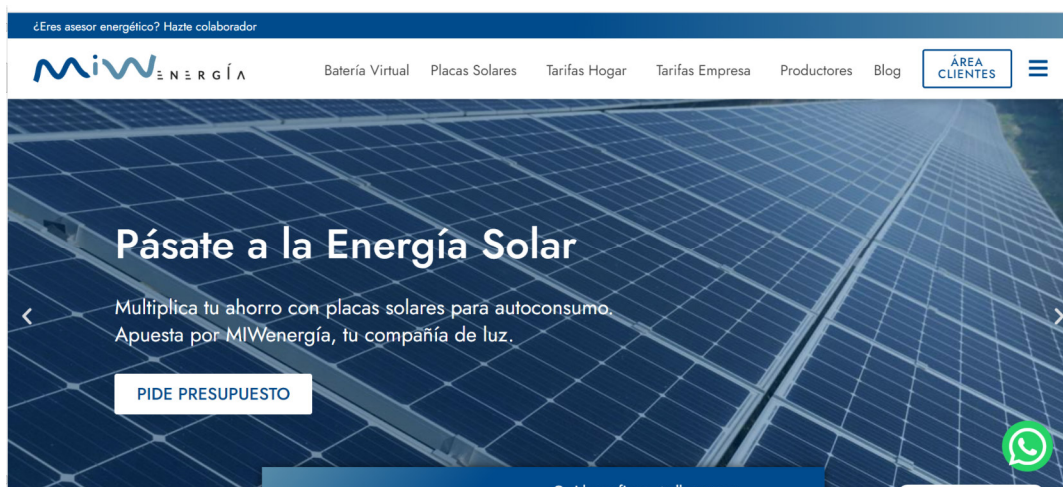 ¿Eres asesor energético? Hazte colaborador
MiW ENERGÍA
Batería Virtual Placas Solares Tarifas Hogar Tarifas Empresa Productores Blog ÁREA CLIENTES
Pásate a la Energía Solar
Multiplica tu ahorro con placas solares para autoconsumo.
Apuesta por MIWenergía, tu compañía de luz.
PIDE PRESUPUESTO